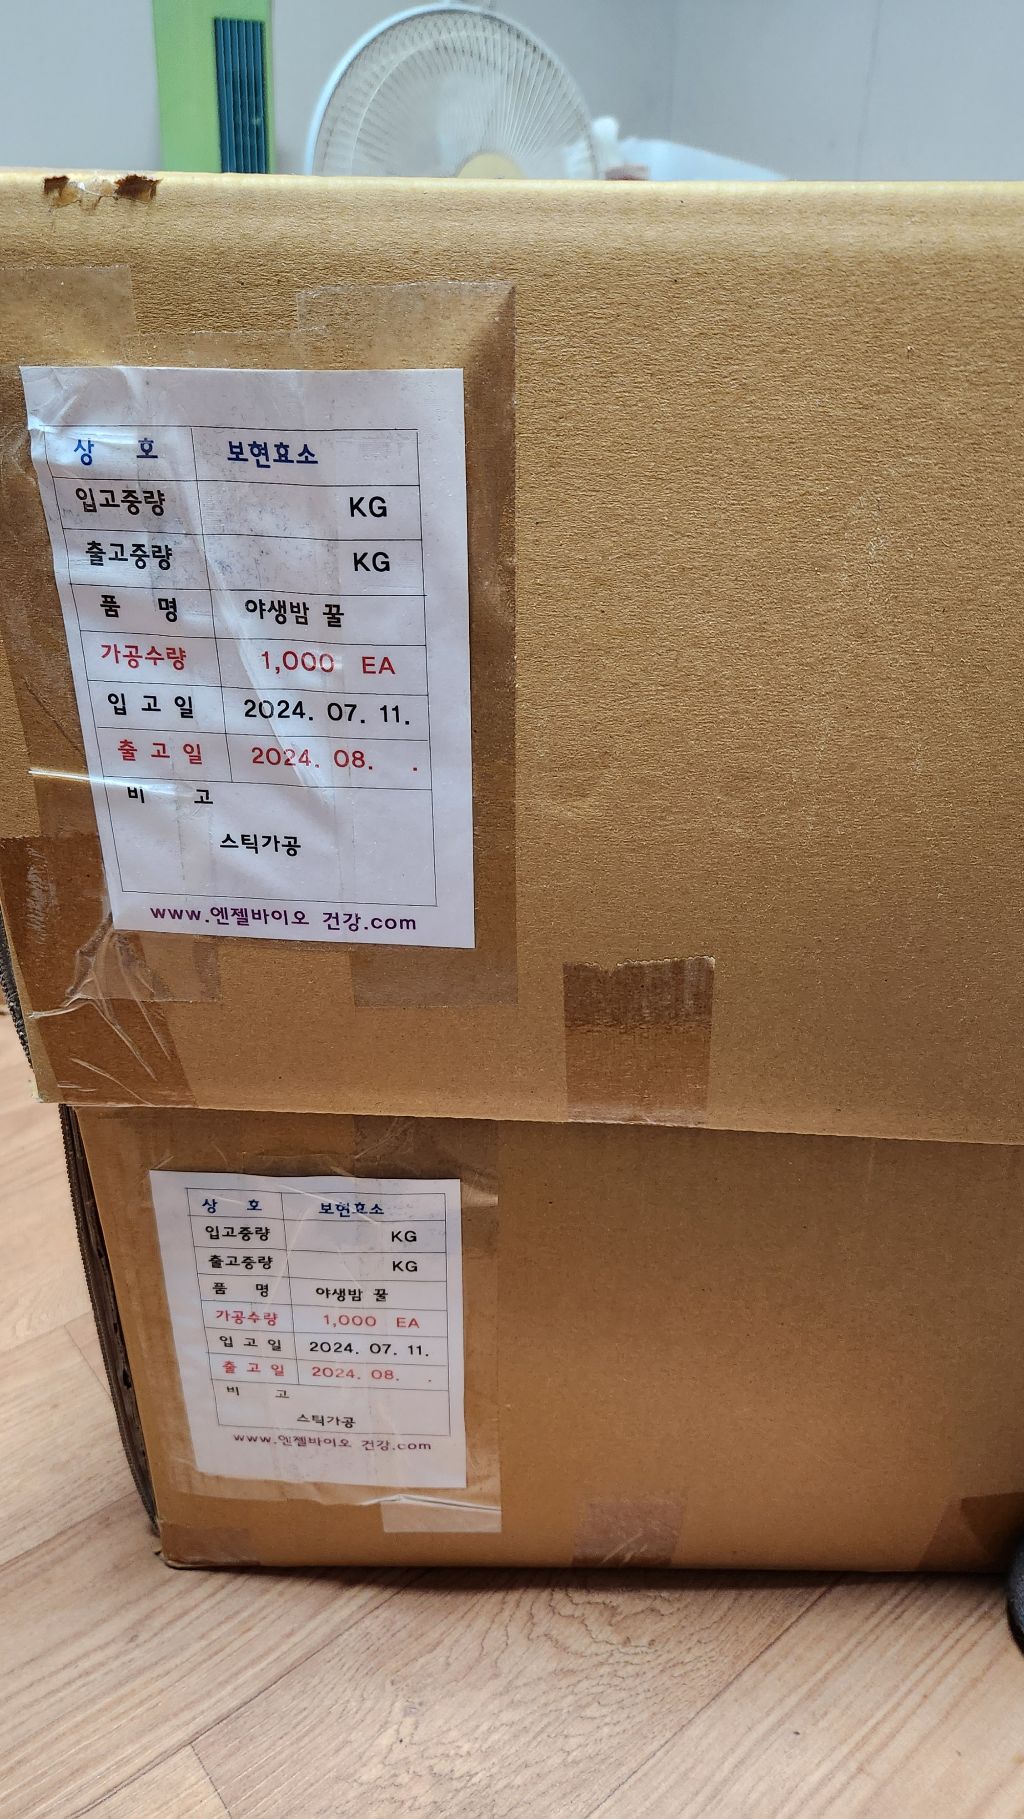 상 호 보현효소
입고중량 KG
출고중량 KG
품 명 야생밤 꿀
가공수량 1,000 EA
입 고 일 2024. 07. 11.
출 고 일 2024. 08. .
비 고
스틱가공
www.엔젤바이오 건강.com
상 호 보현효소
입고중량 KG
출고중량 KG
품 명 야생밤 꿀
가공수량 1,000 EA
입 고 일 2024. 07. 11.
출 고 일 2024. 08. .
비 고
스틱가공
www.엔젤바이오 건강.com